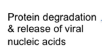 Protein degradation
& release of viral
nucleic acids